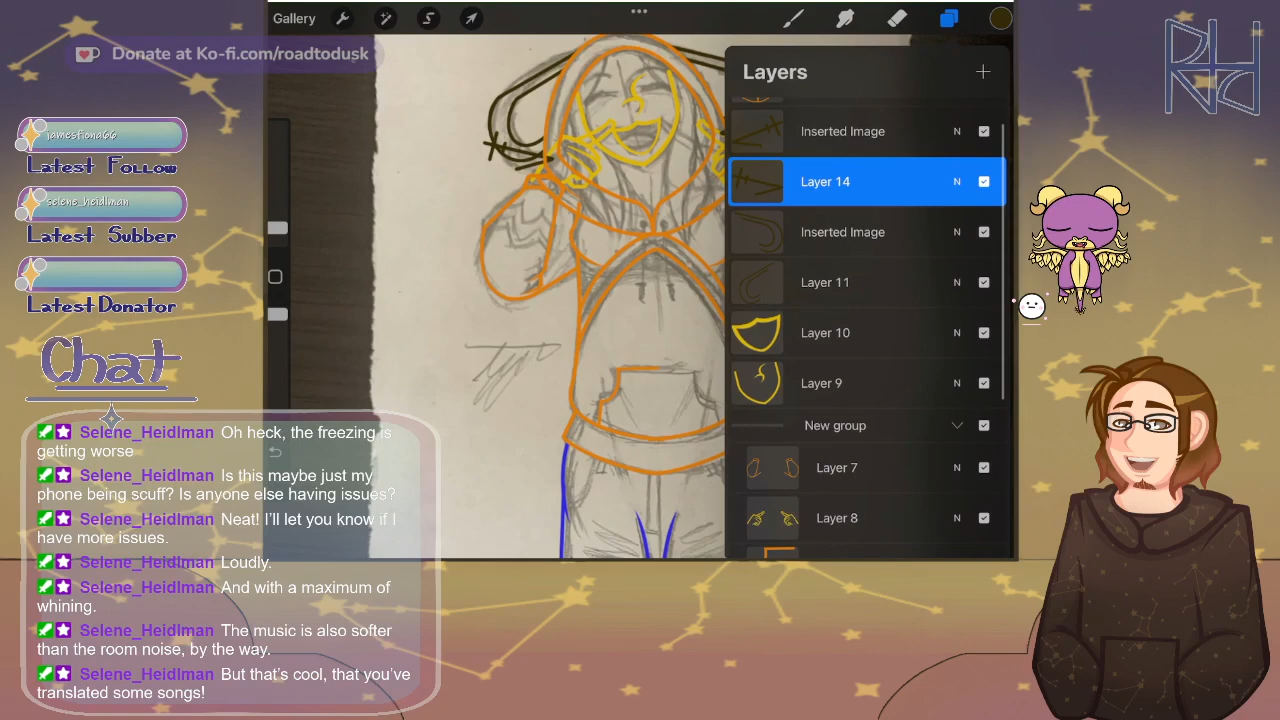 Gallery
Donate at Ko-fi.com/roadtodusk
Layers
Inserted Image N
Layer 14 N
Inserted Image N
Layer 11 N
Layer 10 N
Layer 9 N
New group
Layer 7 N
Layer 8 N
jamesfiona66
Latest Follow
selene_heidlman
Latest Subber
Latest Donator
Chat
Selene_Heidlman Oh heck, the freezing is
getting worse
Selene_Heidlman Is this maybe just my
phone being scuff? Is anyone else having issues?
Selene_Heidlman Neat! I'll let you know if I
have more issues.
Selene_Heidlman Loudly.
Selene_Heidlman And with a maximum of
whining.
Selene_Heidlman The music is also softer
than the room noise, by the way.
Selene_Heidlman But that's cool, that you've
translated some songs!